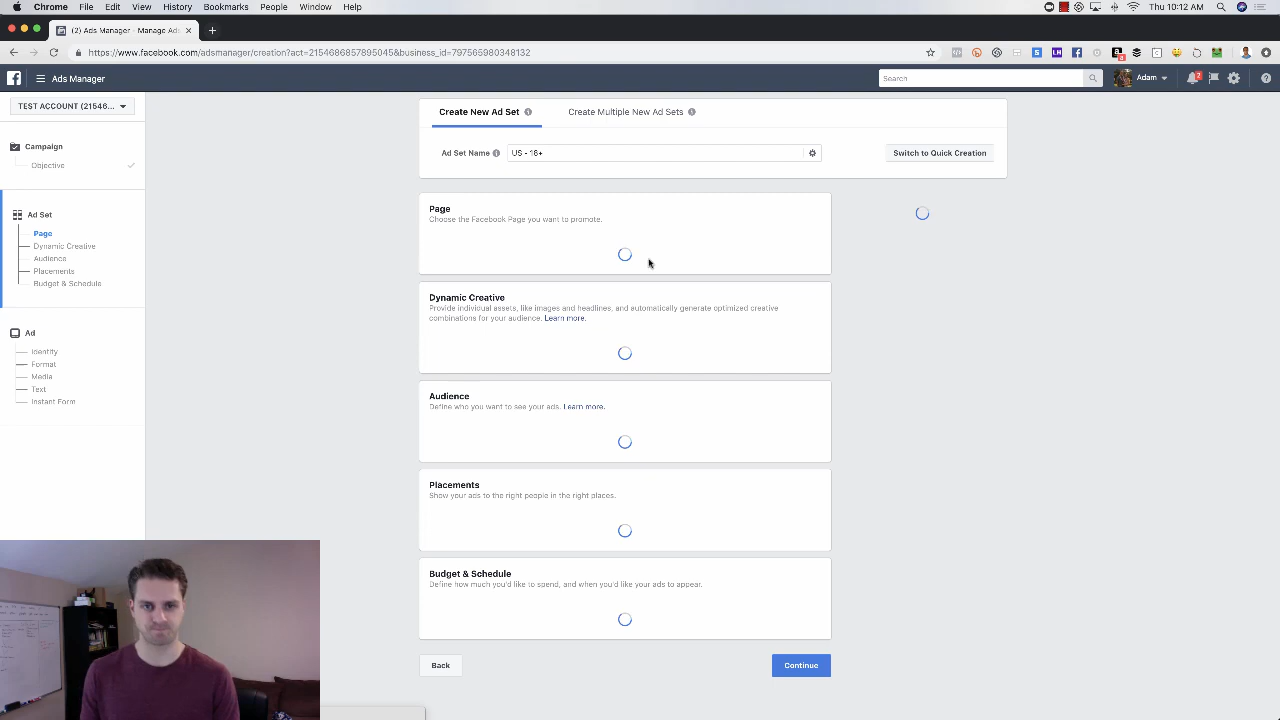 Chrome File Edit View History Bookmarks People Window Help Thu 10:12 AM
(2) Ads Manager - Manage Ads
https://www.facebook.com/adsmanager/creation?act=2154686857895045&business_id=797565980348132
Ads Manager
Search
Adam
2
TEST ACCOUNT (21546...
Campaign
Objective
Ad Set
Page
Dynamic Creative
Audience
Placements
Budget & Schedule
Ad
Identity
Format
Media
Text
Instant Form
Create New Ad Set Create Multiple New Ad Sets
Ad Set Name US - 18+ Switch to Quick Creation
Page
Choose the Facebook Page you want to promote.
Dynamic Creative
Provide individual assets, like images and headlines, and automatically generate optimized creative
combinations for your audience. Learn more.
Audience
Define who you want to see your ads. Learn more.
Placements
Show your ads to the right people in the right places.
Budget & Schedule
Define how much you'd like to spend, and when you'd like your ads to appear.
Back Continue